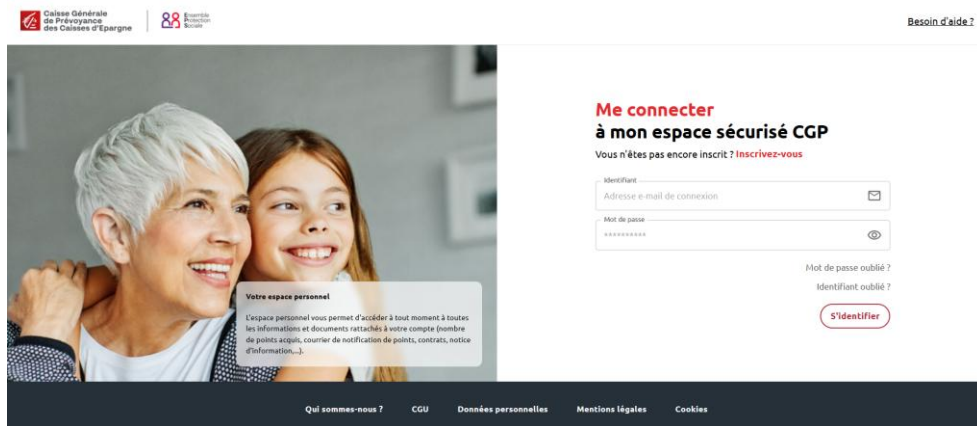 Caisse Générale
de Prévoyance
des Caisses d'Epargne
Ensemble
Protection
Sociale
Besoin d'aide ?
Me connecter
à mon espace sécurisé CGP
Vous n'êtes pas encore inscrit ? Inscrivez-vous
Identifiant
Adresse e-mail de connexion
Mot de passe
**********
Mot de passe oublié ?
Identifiant oublié ?
S'identifier
Votre espace personnel
L'espace personnel vous permet d'accéder à tout moment à toutes
les informations et documents rattachés à votre compte (nombre
de points acquis, courrier de notification de points, contrats, notice
d'information,...).
Qui sommes-nous ? CGU Données personnelles Mentions légales Cookies